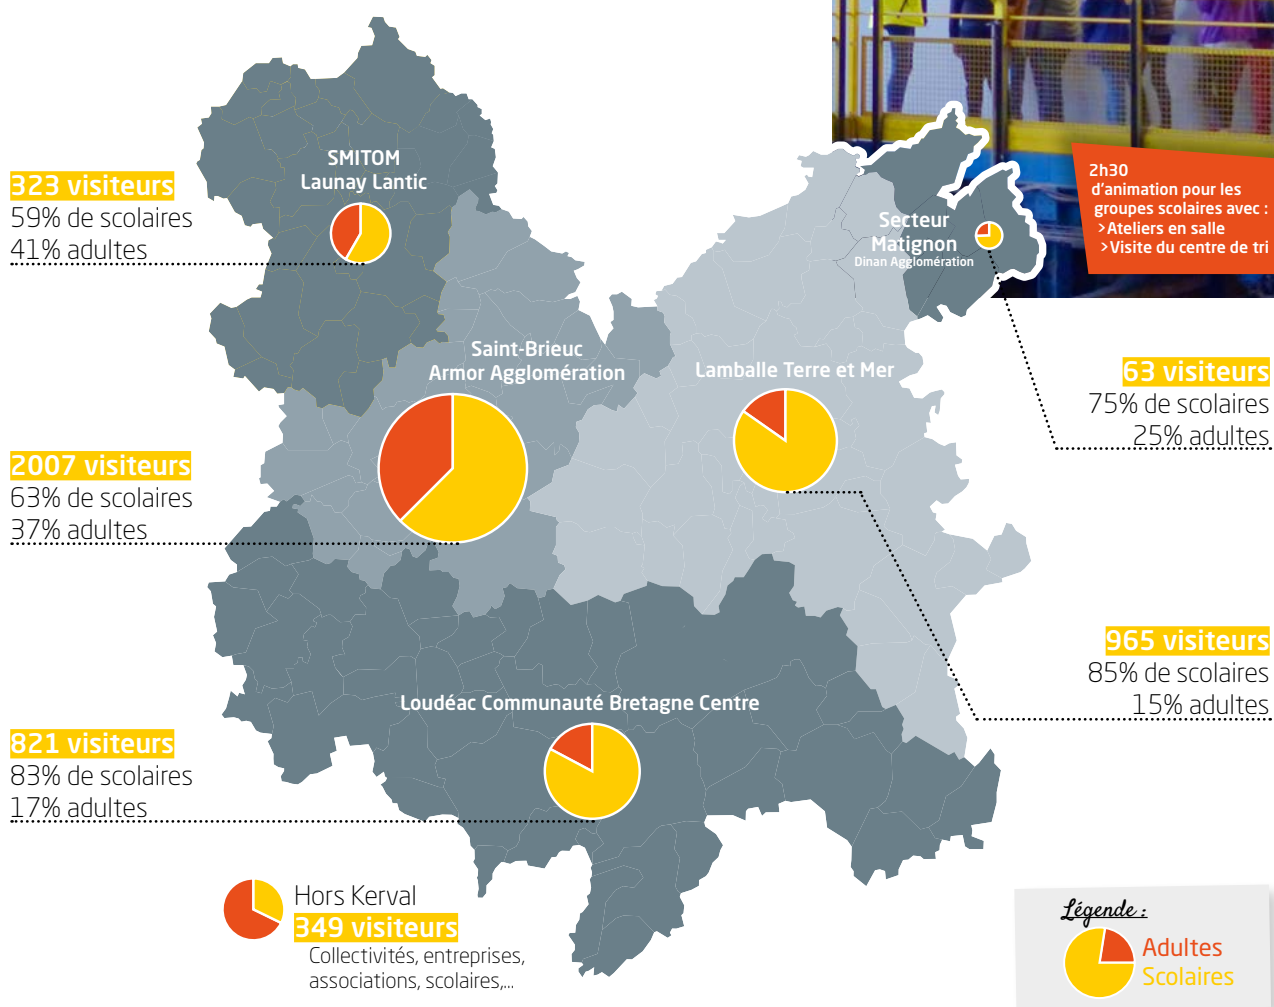 SMITOM
Launay Lantic
323 visiteurs
59% de scolaires
41% adultes
2h30
d'animation pour les
groupes scolaires avec :
>Ateliers en salle
>Visite du centre de tri
Secteur
Matignon
Dinan Agglomération
63 visiteurs
75% de scolaires
25% adultes
Saint-Brieuc
Armor Agglomération
2007 visiteurs
63% de scolaires
37% adultes
Lamballe Terre et Mer
965 visiteurs
85% de scolaires
15% adultes
Loudéac Communauté Bretagne Centre
821 visiteurs
83% de scolaires
17% adultes
Hors Kerval
349 visiteurs
Collectivités, entreprises,
associations, scolaires,...
Légende :
Adultes
Scolaires